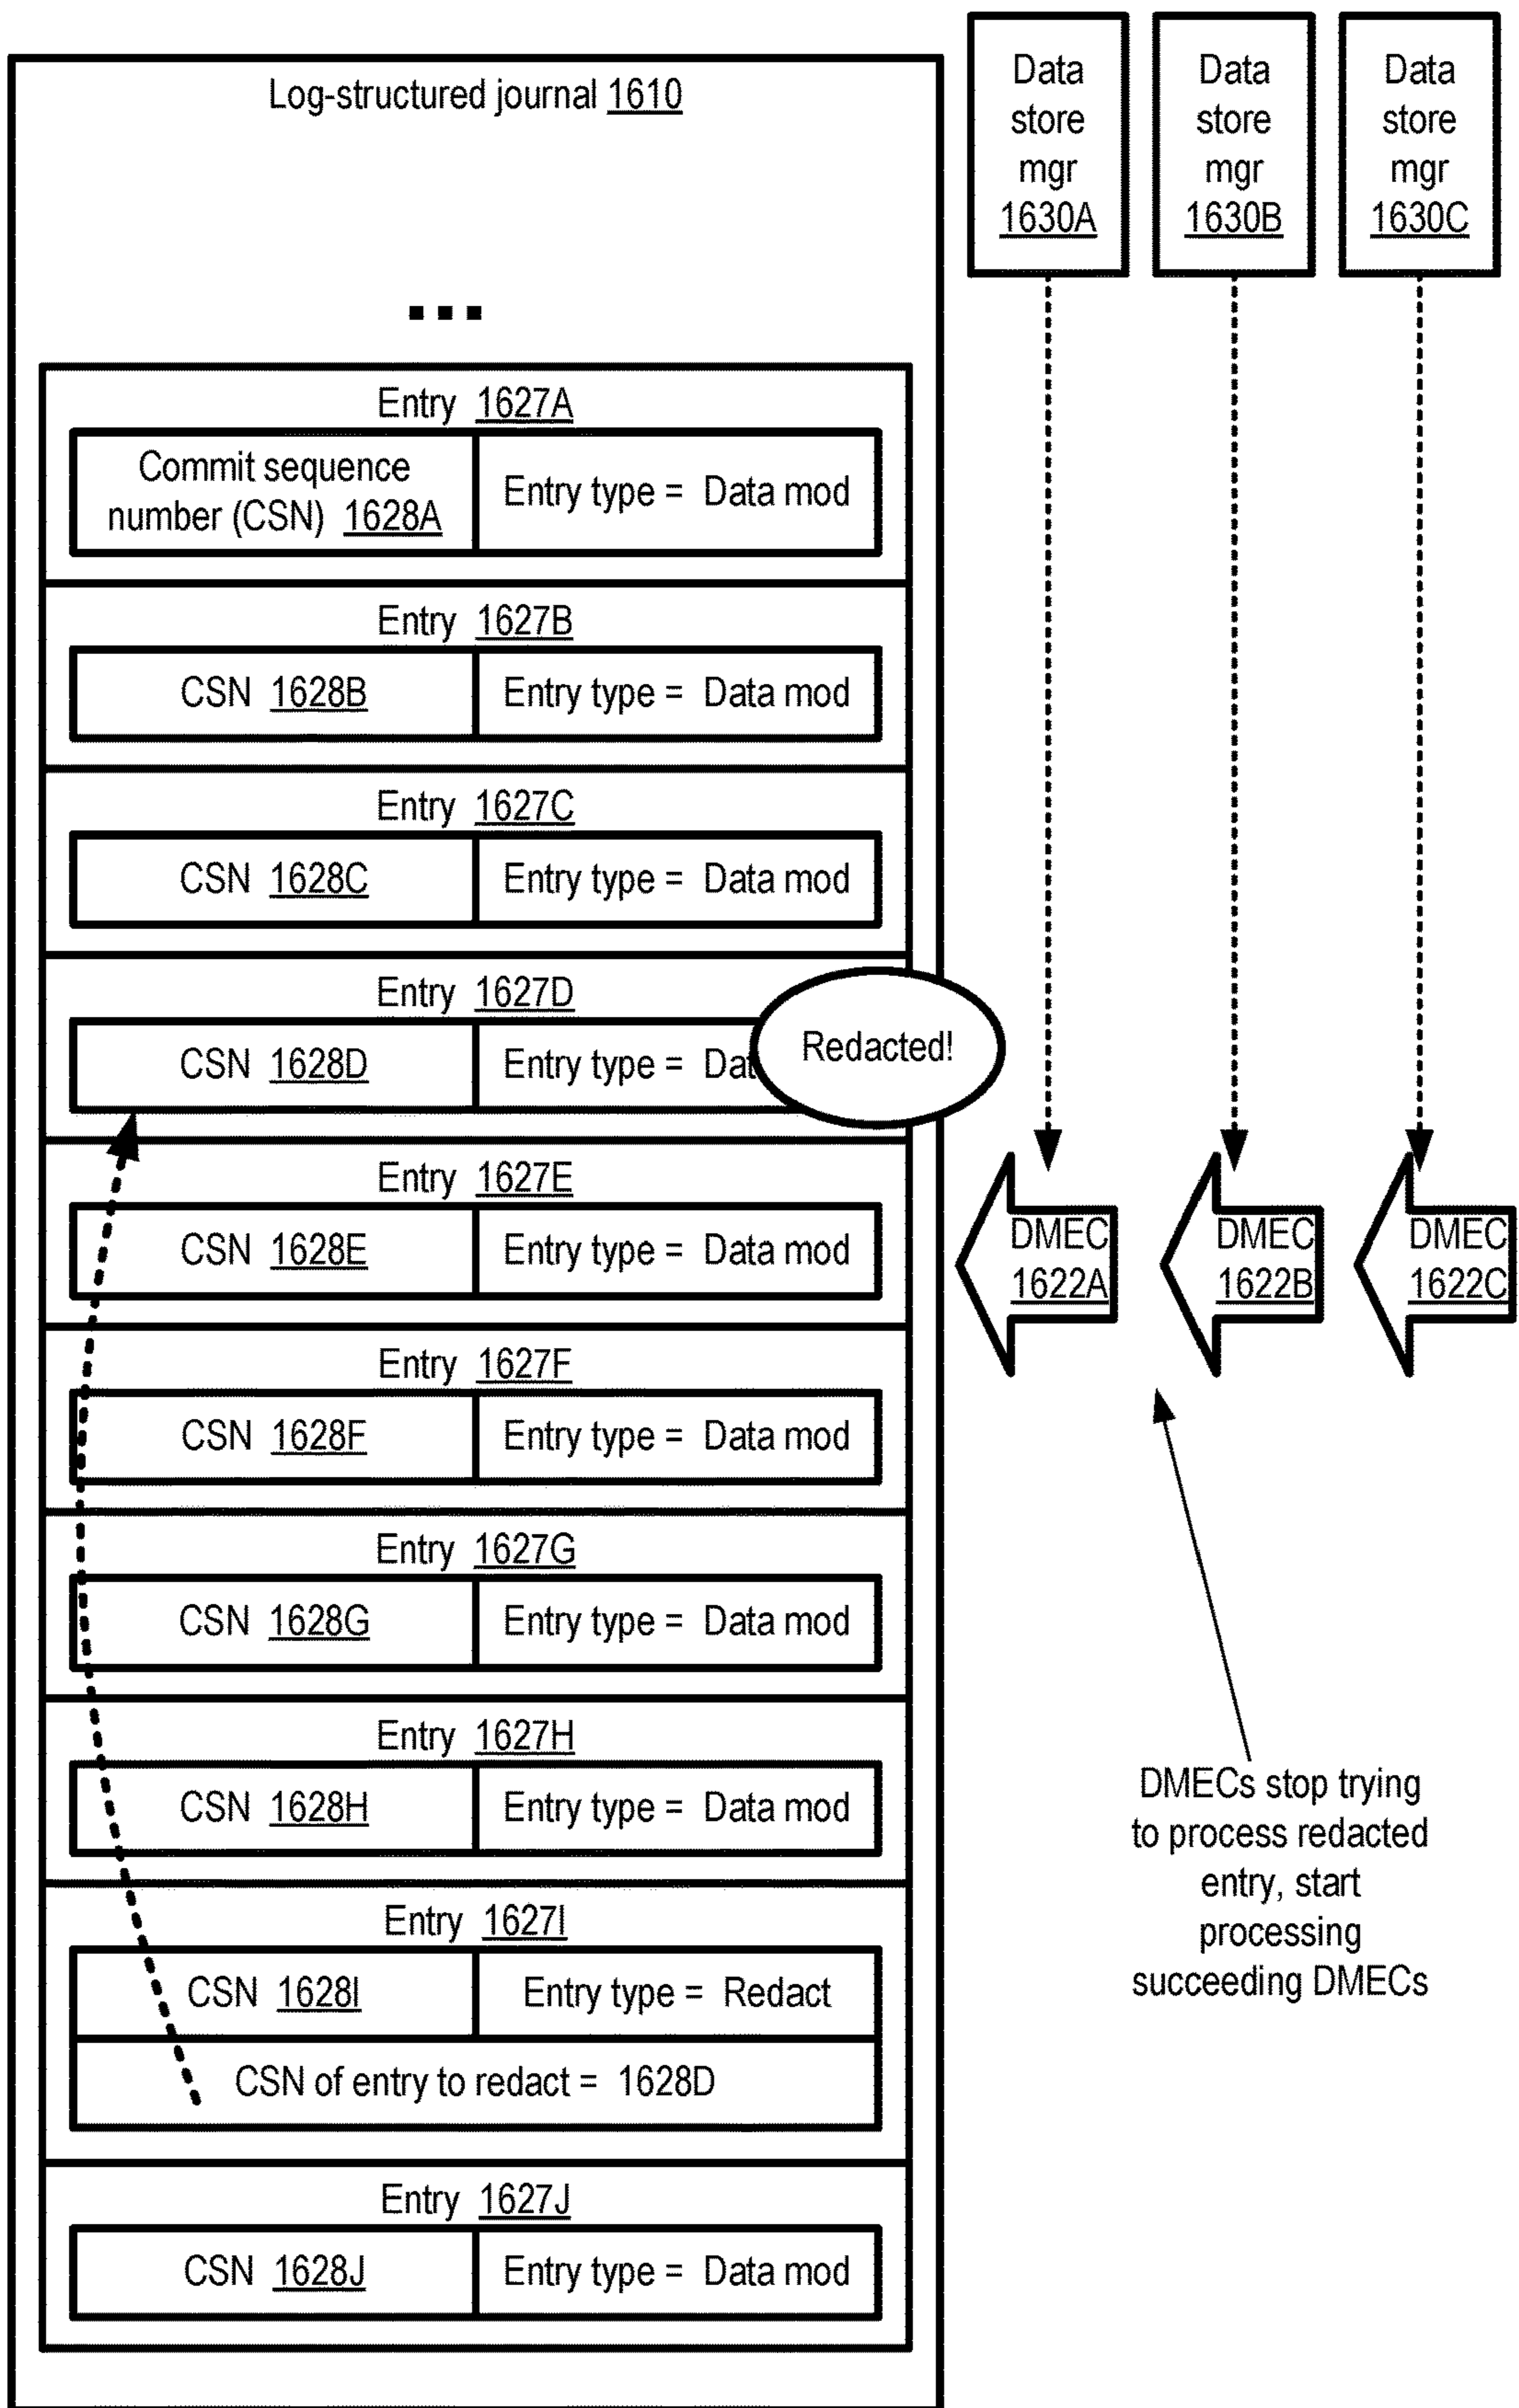 Log-structured journal 1610
...
Entry 1627A
Commit sequence
number (CSN) 1628A
Entry type = Data mod
Entry 1627B
CSN 1628B
Entry type = Data mod
Entry 1627C
CSN 1628C
Entry type = Data mod
Entry 1627D
CSN 1628D
Entry type = Dat
Redacted!
Entry 1627E
CSN 1628E
Entry type = Data mod
Entry 1627F
CSN 1628F
Entry type = Data mod
Entry 1627G
CSN 1628G
Entry type = Data mod
Entry 1627H
CSN 1628H
Entry type = Data mod
Entry 1627I
CSN 1628I
Entry type = Redact
CSN of entry to redact = 1628D
Entry 1627J
CSN 1628J
Entry type = Data mod
Data
store
mgr
1630A
Data
store
mgr
1630B
Data
store
mgr
1630C
DMEC
1622A
DMEC
1622B
DMEC
1622C
DMECs stop trying
to process redacted
entry, start
processing
succeeding DMECs